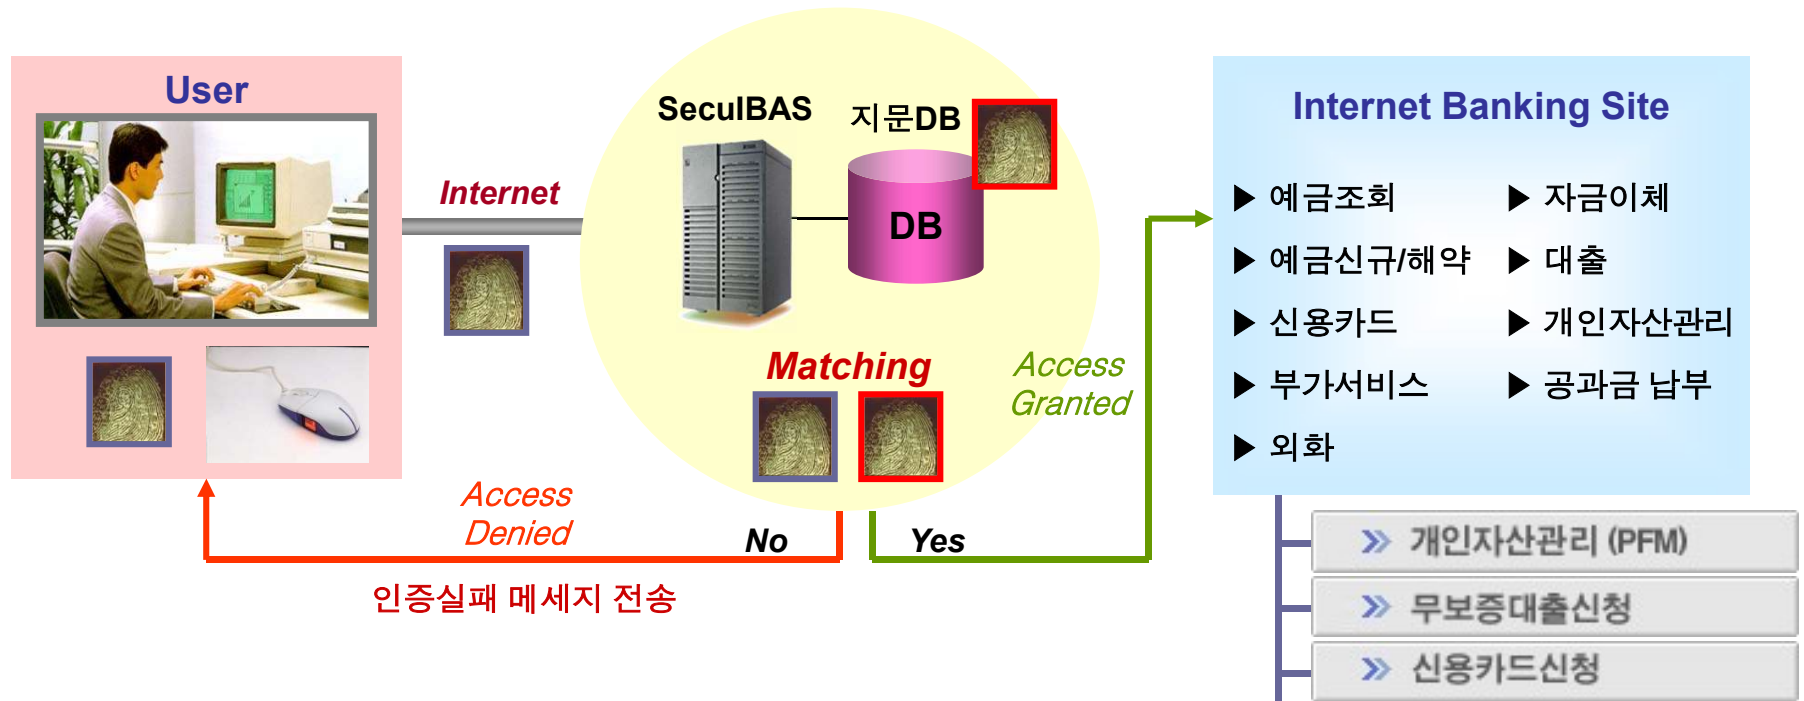 User
Internet
SecuIBAS
지문DB
DB
Matching
Access
Granted
Access
Denied
No
Yes
인증실패 메세지 전송
Internet Banking Site
▶ 예금조회
▶ 자금이체
▶ 예금신규/해약
▶ 대출
▶ 신용카드
▶ 개인자산관리
▶ 부가서비스
▶ 공과금 납부
▶ 외화
개인자산관리 (PFM)
무보증대출신청
신용카드신청